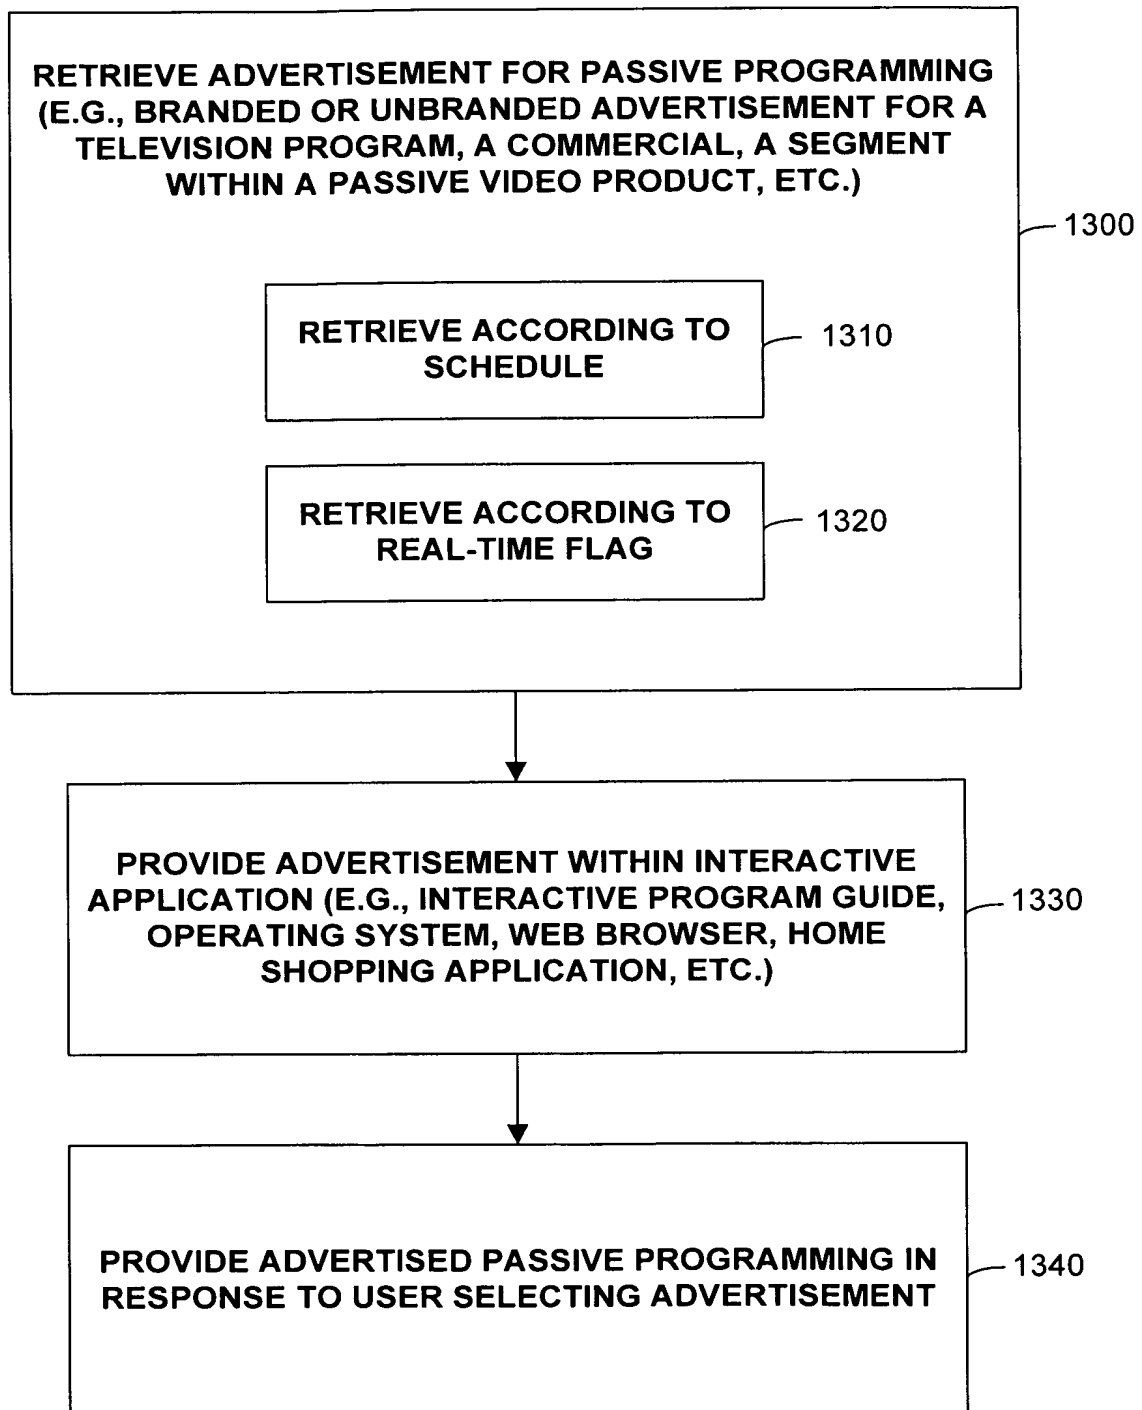 RETRIEVE ADVERTISEMENT FOR PASSIVE PROGRAMMING
(E.G., BRANDED OR UNBRANDED ADVERTISEMENT FOR A
TELEVISION PROGRAM, A COMMERCIAL, A SEGMENT
WITHIN A PASSIVE VIDEO PRODUCT, ETC.)
1300
RETRIEVE ACCORDING TO
SCHEDULE
1310
RETRIEVE ACCORDING TO
REAL-TIME FLAG
1320
PROVIDE ADVERTISEMENT WITHIN INTERACTIVE
APPLICATION (E.G., INTERACTIVE PROGRAM GUIDE,
OPERATING SYSTEM, WEB BROWSER, HOME
SHOPPING APPLICATION, ETC.)
1330
PROVIDE ADVERTISED PASSIVE PROGRAMMING IN
RESPONSE TO USER SELECTING ADVERTISEMENT
1340